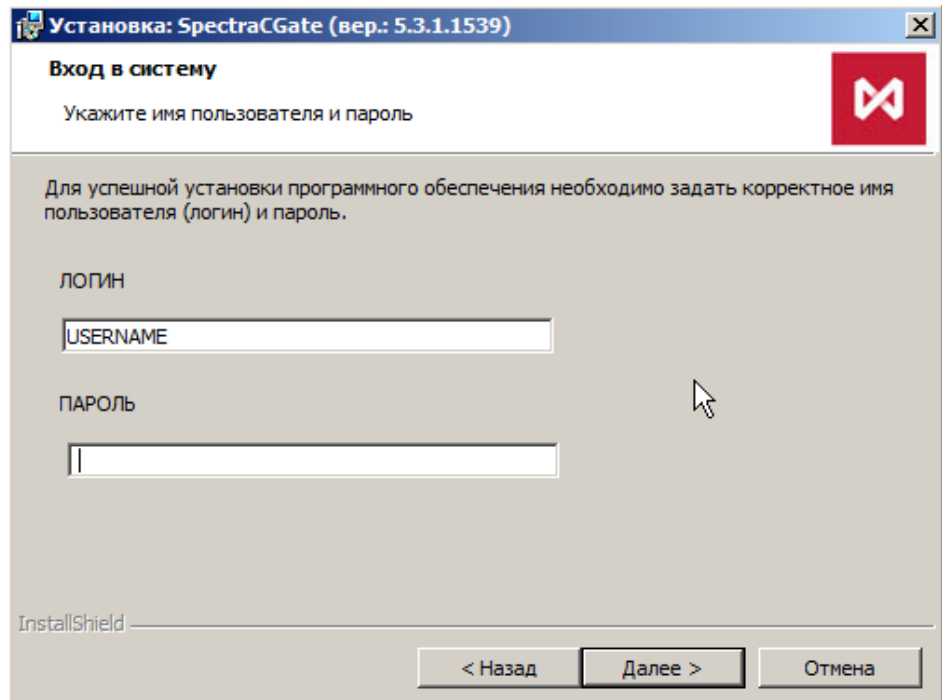 Установка: SpectraCGate (вер.: 5.3.1.1539)
Вход в систему
Укажите имя пользователя и пароль
Для успешной установки программного обеспечения необходимо задать корректное имя
пользователя (логин) и пароль.
ЛОГИН
USERNAME
ПАРОЛЬ
InstallShield
< Назад
Далее >
Отмена